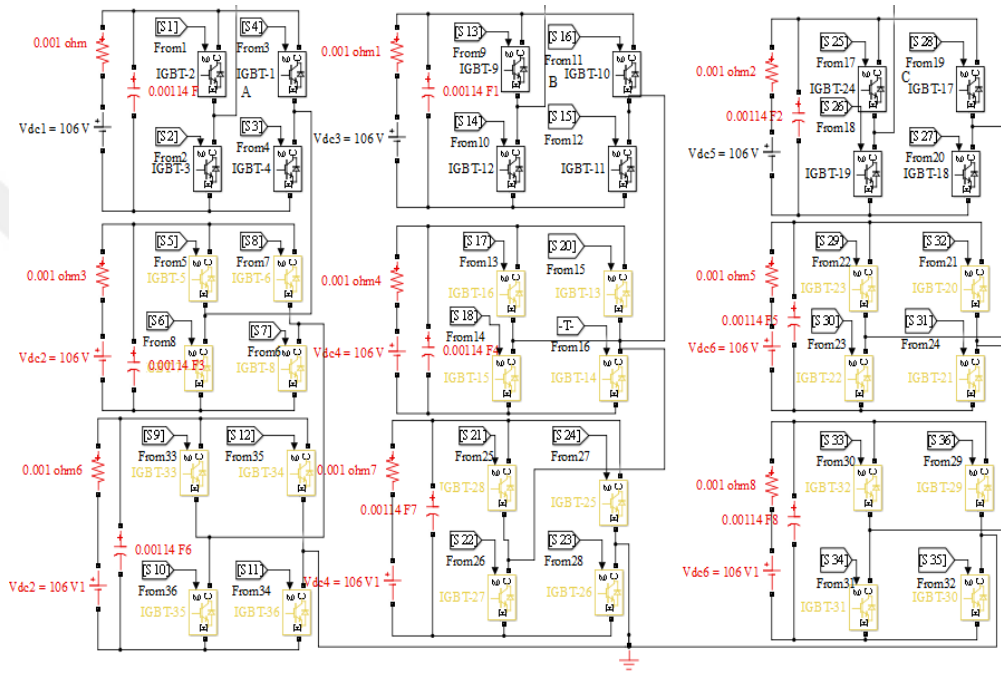 [S1]
[S4]
0.001 ohm
From1
From3
IGBT-2
IGBT-1
0.00114 F
A
Vdc1 = 106 V
[S2]
[S3]
From2
From4
IGBT-3
IGBT-4
[S13]
[S16]
0.001 ohm1
From9
From11
IGBT-9
IGBT-10
0.00114 F1
B
Vdc3 = 106 V
[S14]
[S15]
From10
From12
IGBT-12
IGBT-11
[S25]
[S28]
0.001 ohm2
From17
From19
IGBT-24
C
IGBT-17
0.00114 F2
[S26]
From18
[S27]
Vdc5 = 106 V
From20
IGBT-19
IGBT-18
[S5]
[S8]
0.001 ohm3
From5
From7
IGBT-5
IGBT-6
[S6]
[S7]
From8
From6
Vdc2 = 106 V
0.00114 F3
IGBT-8
[S17]
[S20]
0.001 ohm4
From13
From15
IGBT-16
IGBT-13
[S18]
-T-
From14
From16
Vdc4 = 106 V
0.00114 F4
IGBT-15
IGBT-14
[S29]
[S32]
0.001 ohm5
From22
From21
IGBT-23
IGBT-20
0.00114 F5
[S30]
[S31]
From23
From24
Vdc6 = 106 V
IGBT-22
IGBT-21
[S9]
[S12]
From33
From35
0.001 ohm6
IGBT-33
IGBT-34
0.00114 F6
[S10]
[S11]
From36
From34
Vdc2 = 106 V1
IGBT-35
IGBT-36
[S21]
[S24]
From25
From27
0.001 ohm7
IGBT-28
IGBT-25
0.00114 F7
[S22]
[S23]
From26
From28
Vdc4 = 106 V1
IGBT-27
IGBT-26
[S33]
[S36]
From30
From29
0.001 ohm8
IGBT-32
IGBT-29
0.00114 F8
[S34]
[S35]
From31
From32
Vdc6 = 106 V1
IGBT-31
IGBT-30